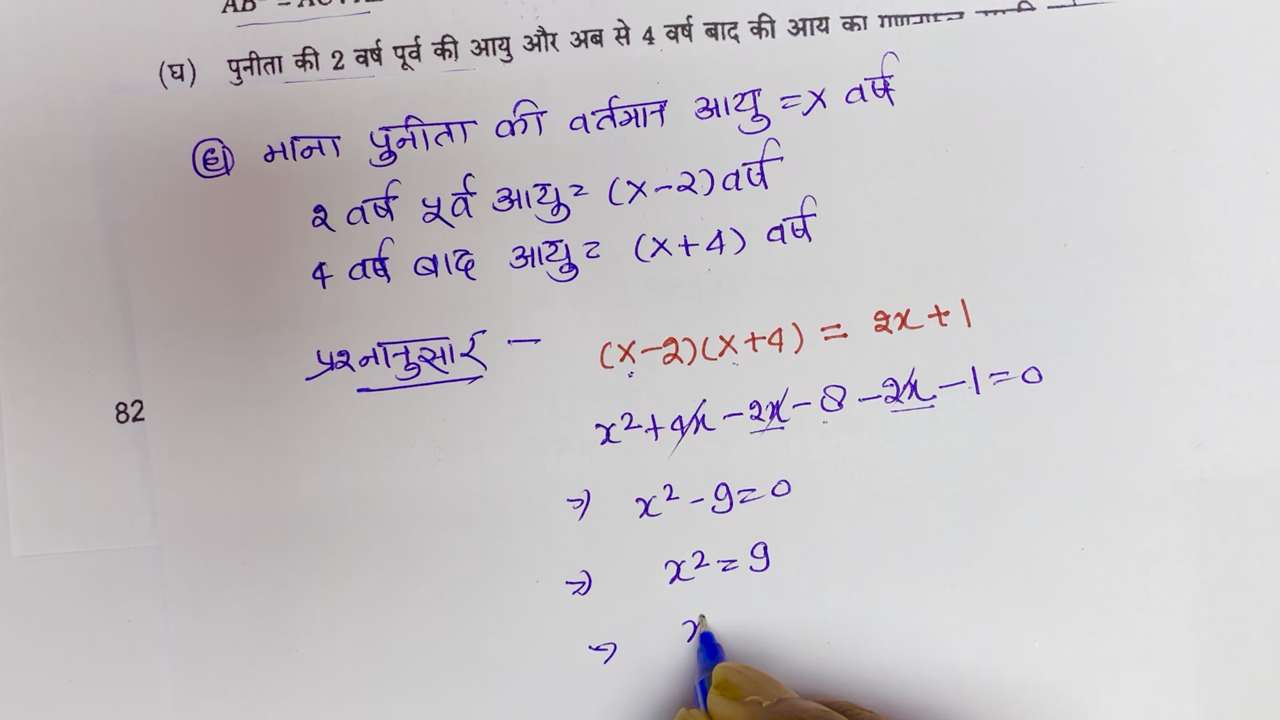 (घ) पुनीता की 2 वर्ष पूर्व की आयु और अब से 4 वर्ष बाद की आय का
(घ) माना पुनीता की वर्तमान आयु = x वर्ष
2 वर्ष पूर्व आयु = (x-2) वर्ष
4 वर्ष बाद आयु = (x+4) वर्ष
प्रश्नानुसार - (x-2)(x+4) = 2x+1
82
x²+4x-2x-8-2x-1=0
⇒ x²-9=0
⇒ x²=9
⇒ x